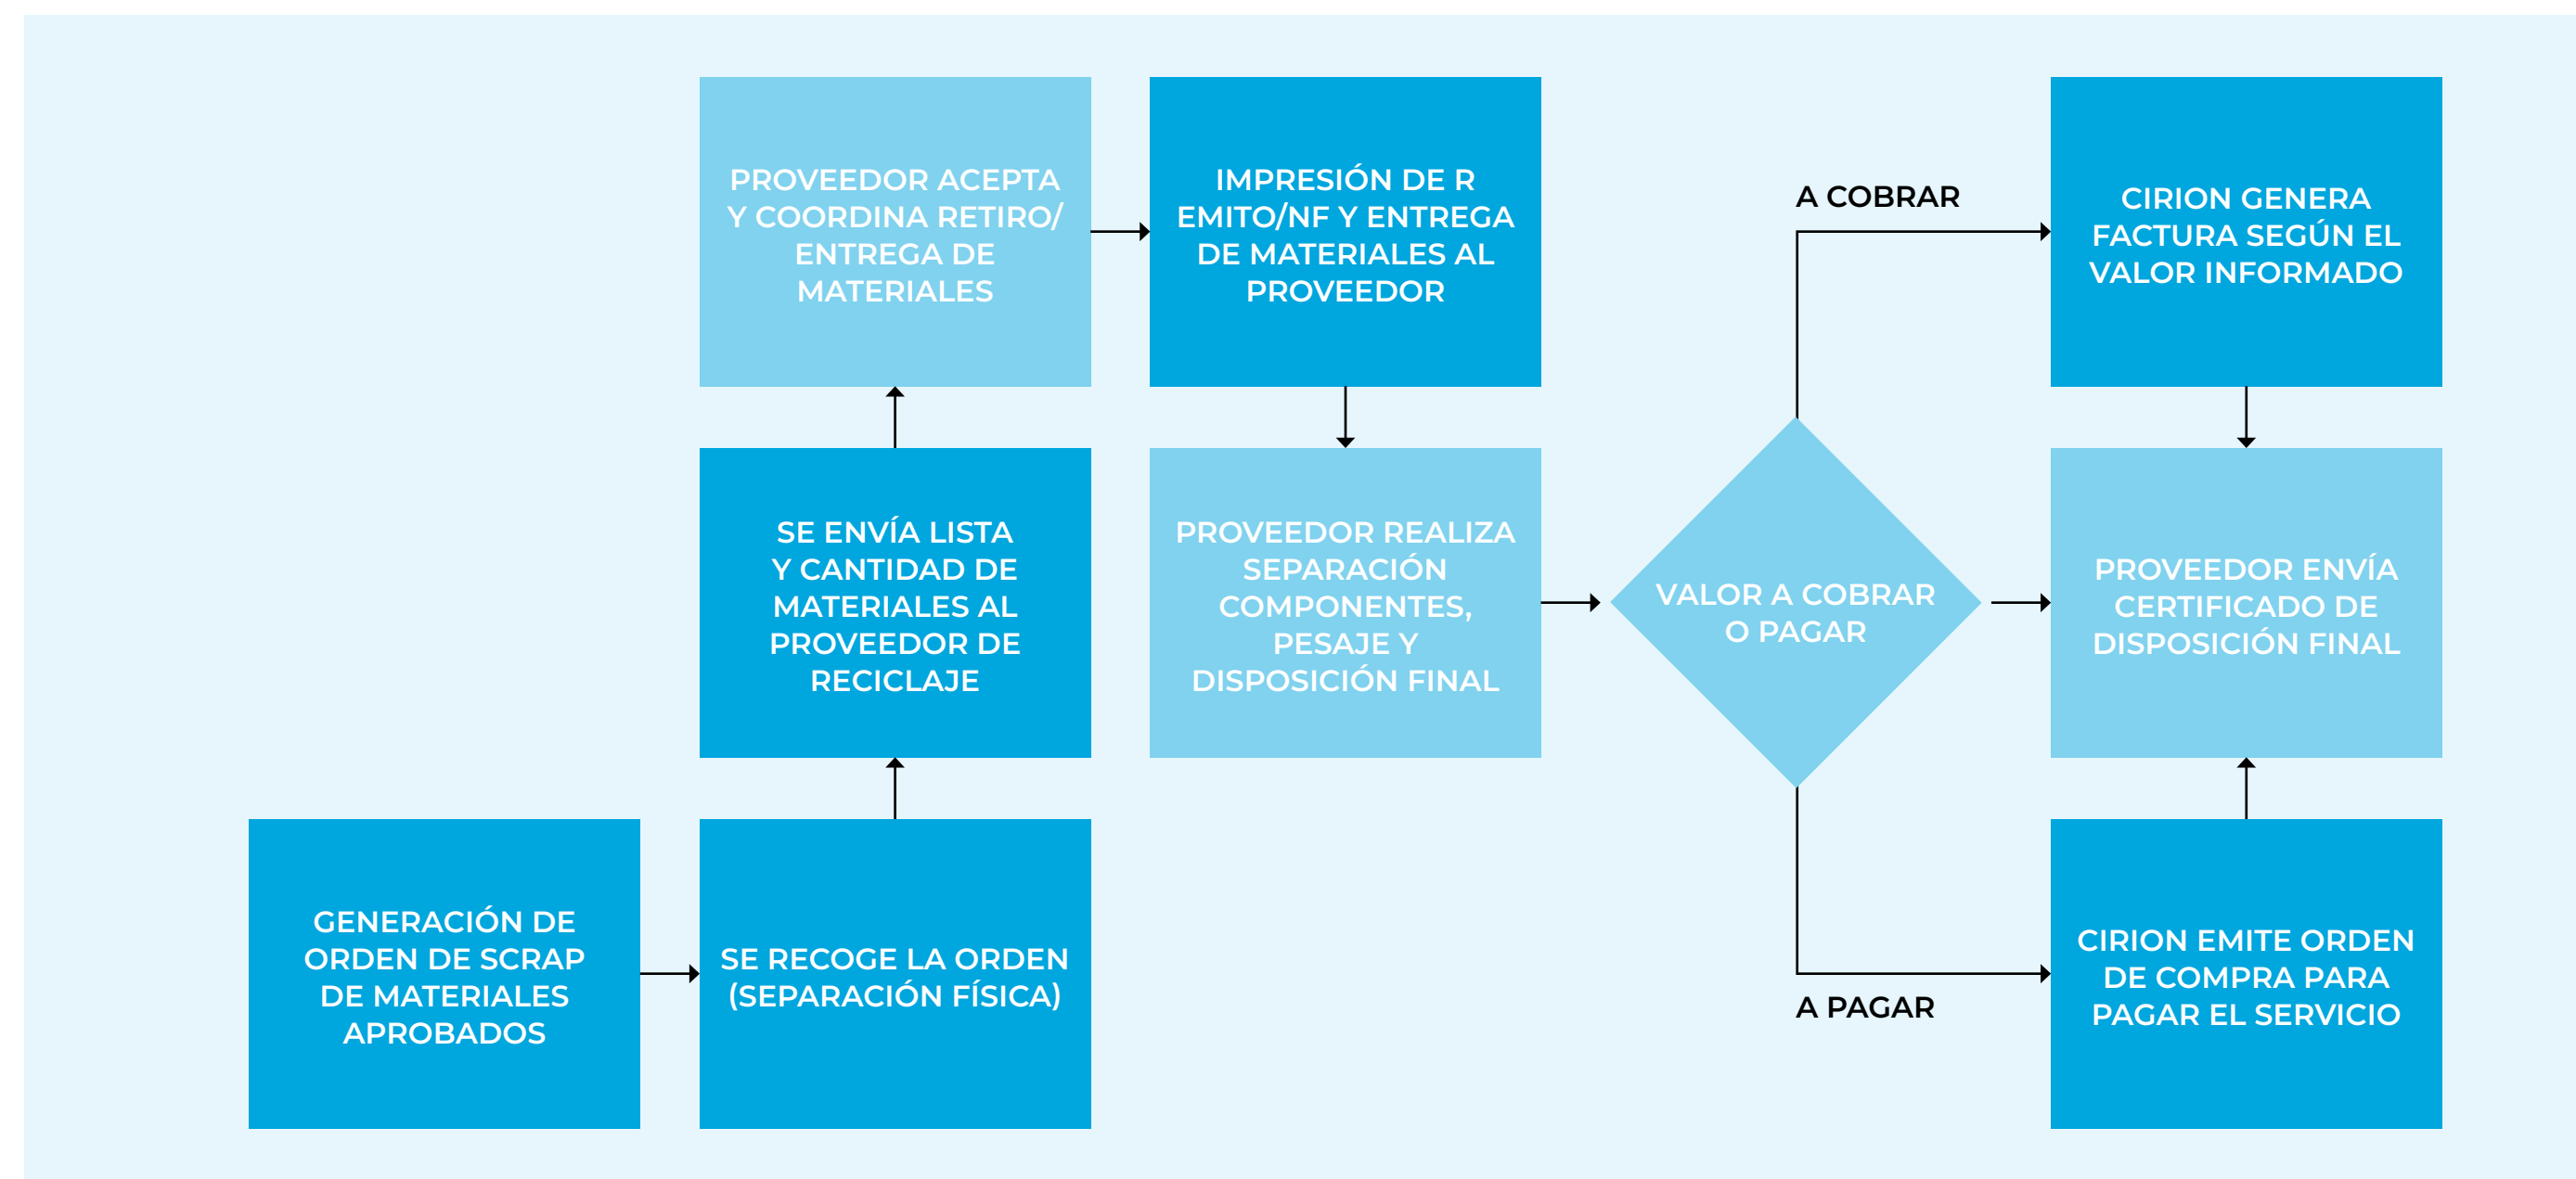 GENERACIÓN DE
ORDEN DE SCRAP
DE MATERIALES
APROBADOS
SE RECOGE LA ORDEN
(SEPARACIÓN FÍSICA)
SE ENVÍA LISTA
Y CANTIDAD DE
MATERIALES AL
PROVEEDOR DE
RECICLAJE
PROVEEDOR ACEPTA
Y COORDINA RETIRO/
ENTREGA DE
MATERIALES
IMPRESIÓN DE R
EMITO/NF Y ENTREGA
DE MATERIALES AL
PROVEEDOR
PROVEEDOR REALIZA
SEPARACIÓN
COMPONENTES,
PESAJE Y
DISPOSICIÓN FINAL
VALOR A COBRAR
O PAGAR
A COBRAR
CIRION GENERA
FACTURA SEGÚN EL
VALOR INFORMADO
PROVEEDOR ENVÍA
CERTIFICADO DE
DISPOSICIÓN FINAL
A PAGAR
CIRION EMITE ORDEN
DE COMPRA PARA
PAGAR EL SERVICIO